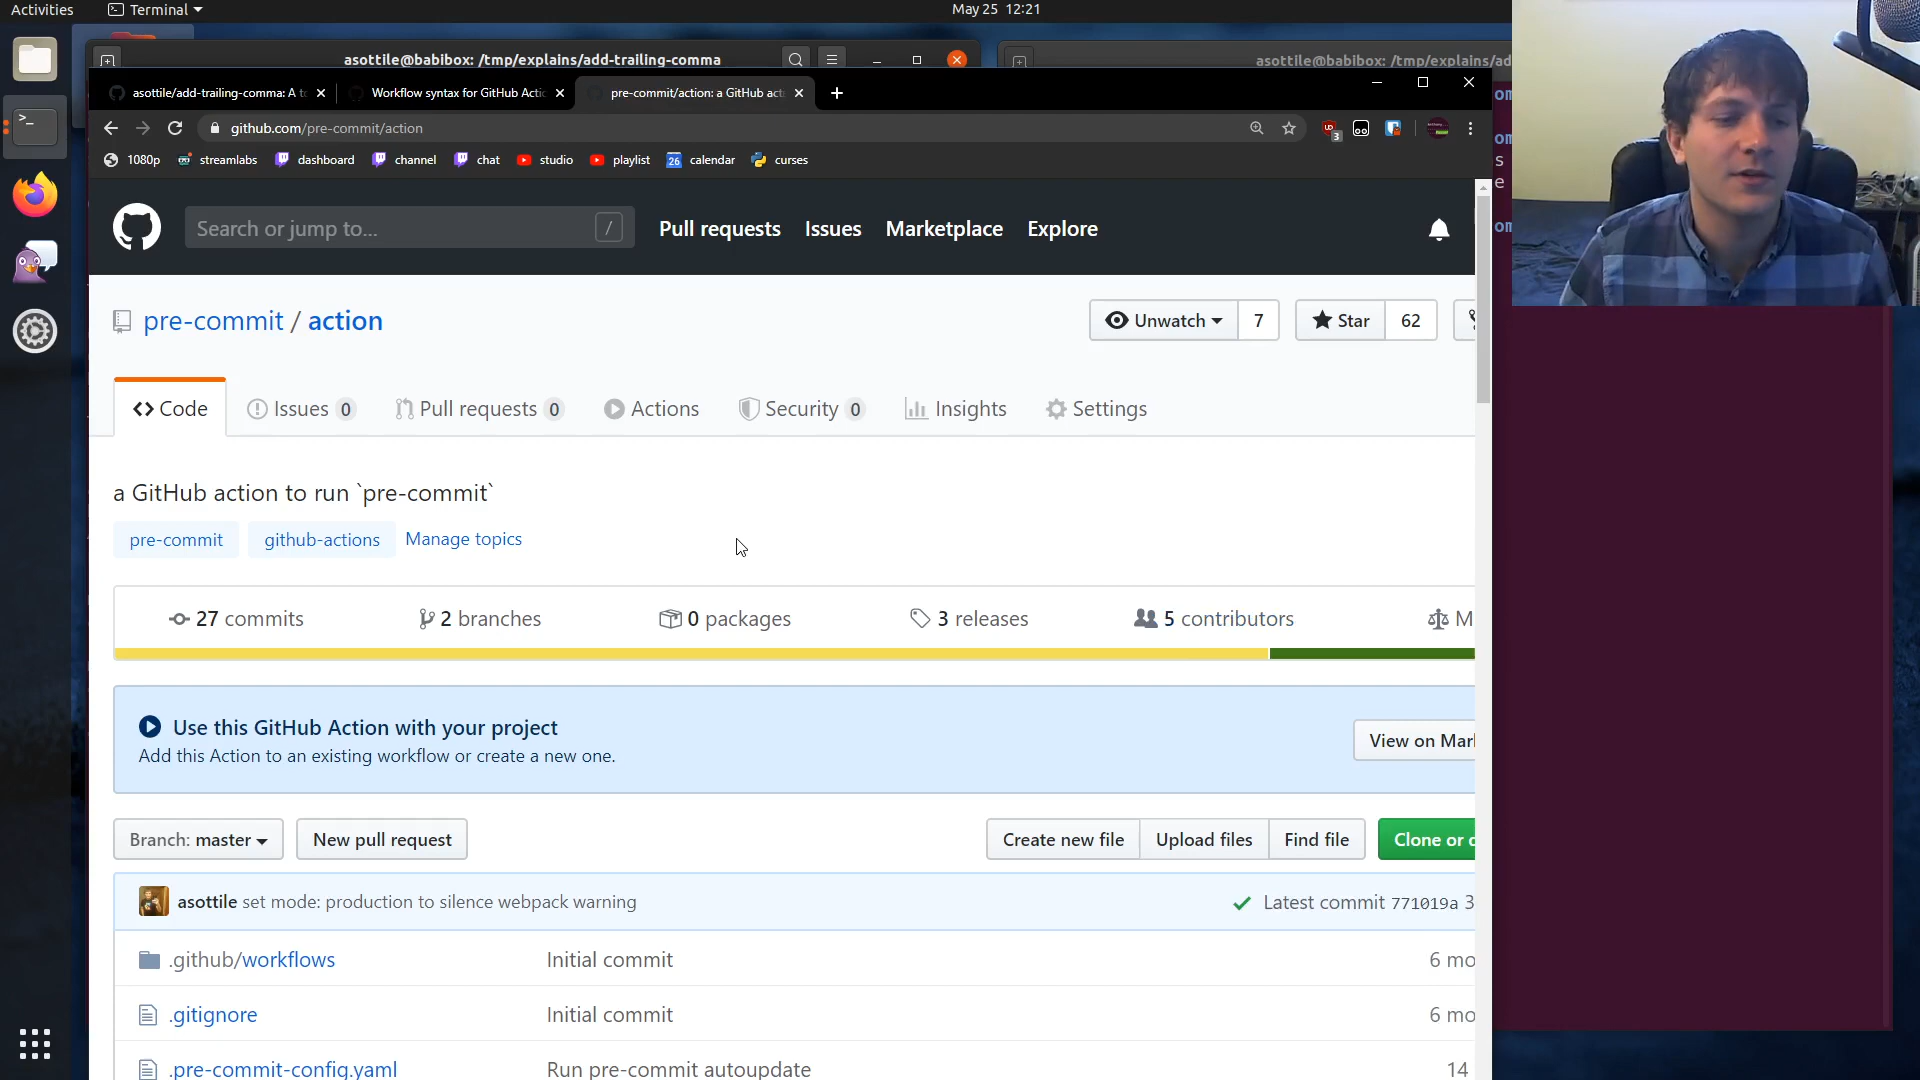 Activities
Terminal
May 25 12:21
asottile@babibox: /tmp/explains/add-trailing-comma
asottile@babibox: /tmp/explains/ad
asottile/add-trailing-comma: A to
Workflow syntax for GitHub Actio
pre-commit/action: a GitHub act
github.com/pre-commit/action
1080p
streamlabs
dashboard
channel
chat
studio
playlist
26
calendar
curses
om
om
s
e
om
Search or jump to...
/
Pull requests
Issues
Marketplace
Explore
pre-commit / action
Unwatch
7
Star
62
Code
Issues 0
Pull requests 0
Actions
Security 0
Insights
Settings
a GitHub action to run `pre-commit`
pre-commit
github-actions
Manage topics
27 commits
2 branches
0 packages
3 releases
5 contributors
M
Use this GitHub Action with your project
Add this Action to an existing workflow or create a new one.
View on Mar
Branch: master
New pull request
Create new file
Upload files
Find file
Clone or d
asottile set mode: production to silence webpack warning
Latest commit 771019a 3
.github/workflows
Initial commit
6 mo
.gitignore
Initial commit
6 mo
.pre-commit-config.yaml
Run pre-commit autoupdate
14